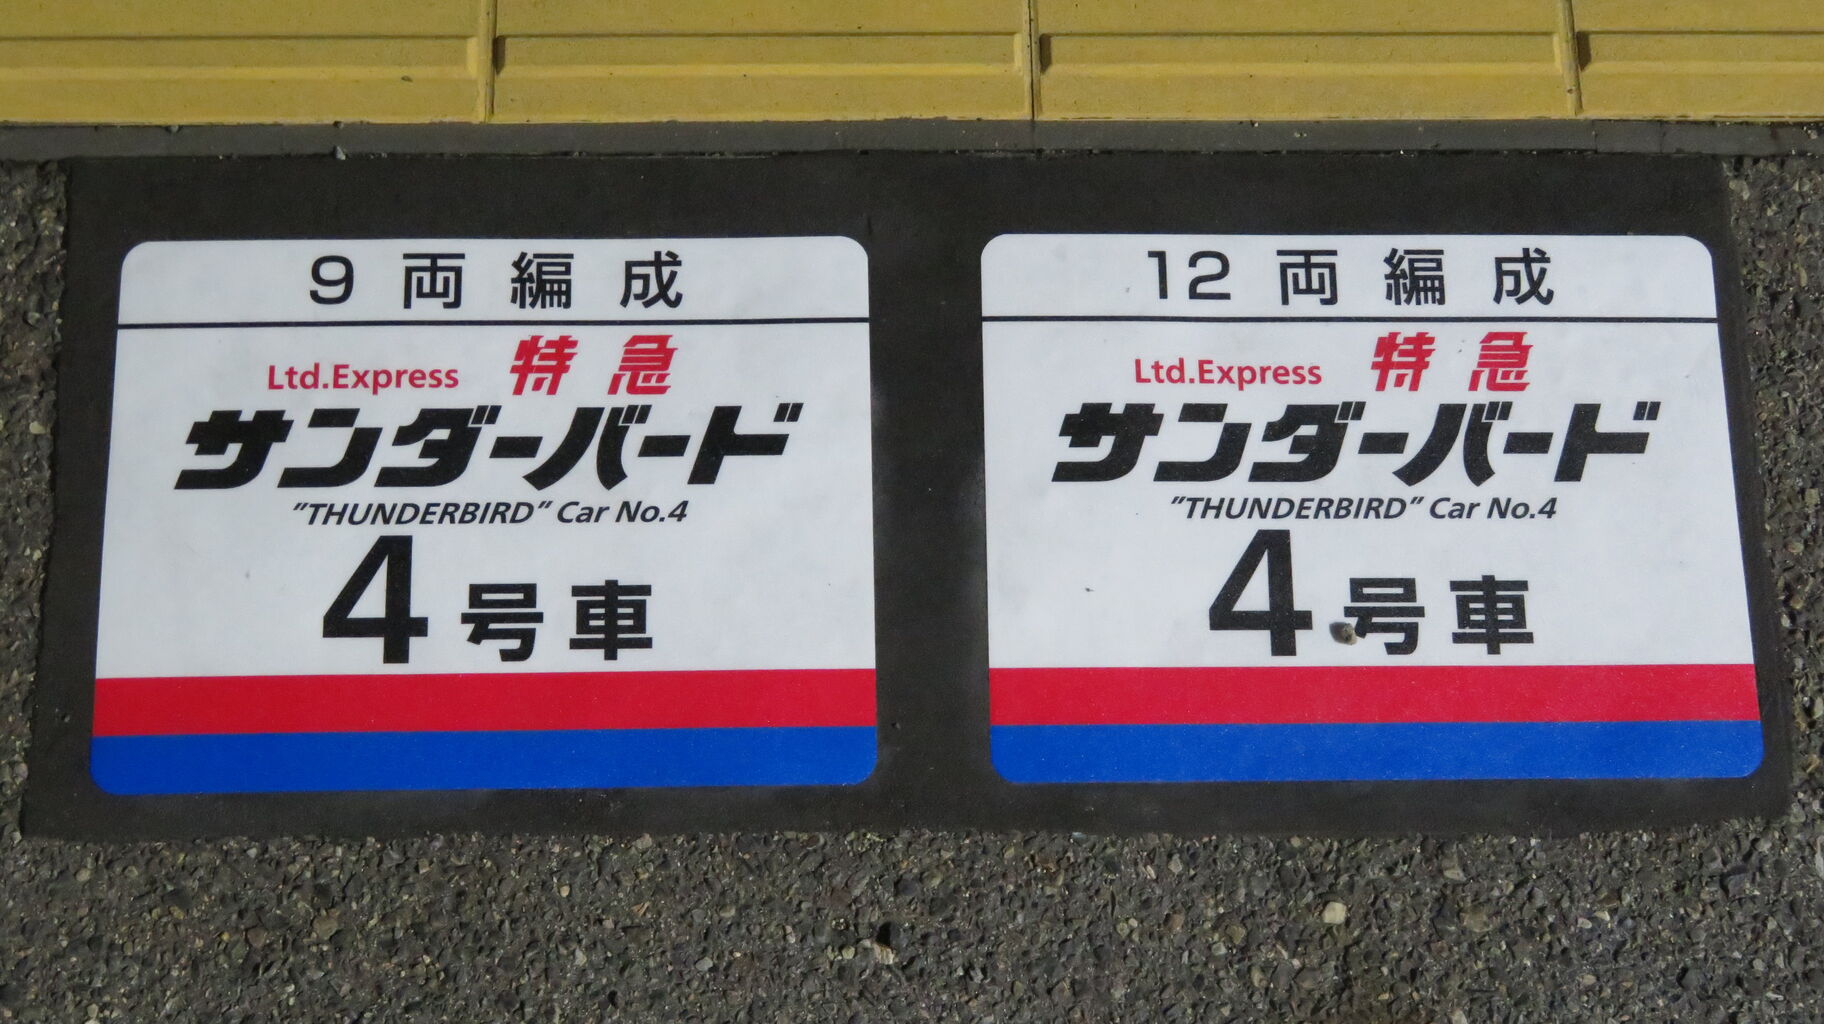 9両編成
Ltd.Express 特急
サンダーバード
"THUNDERBIRD" Car No.4
4号車
12両編成
Ltd.Express 特急
サンダーバード
"THUNDERBIRD" Car No.4
4号車